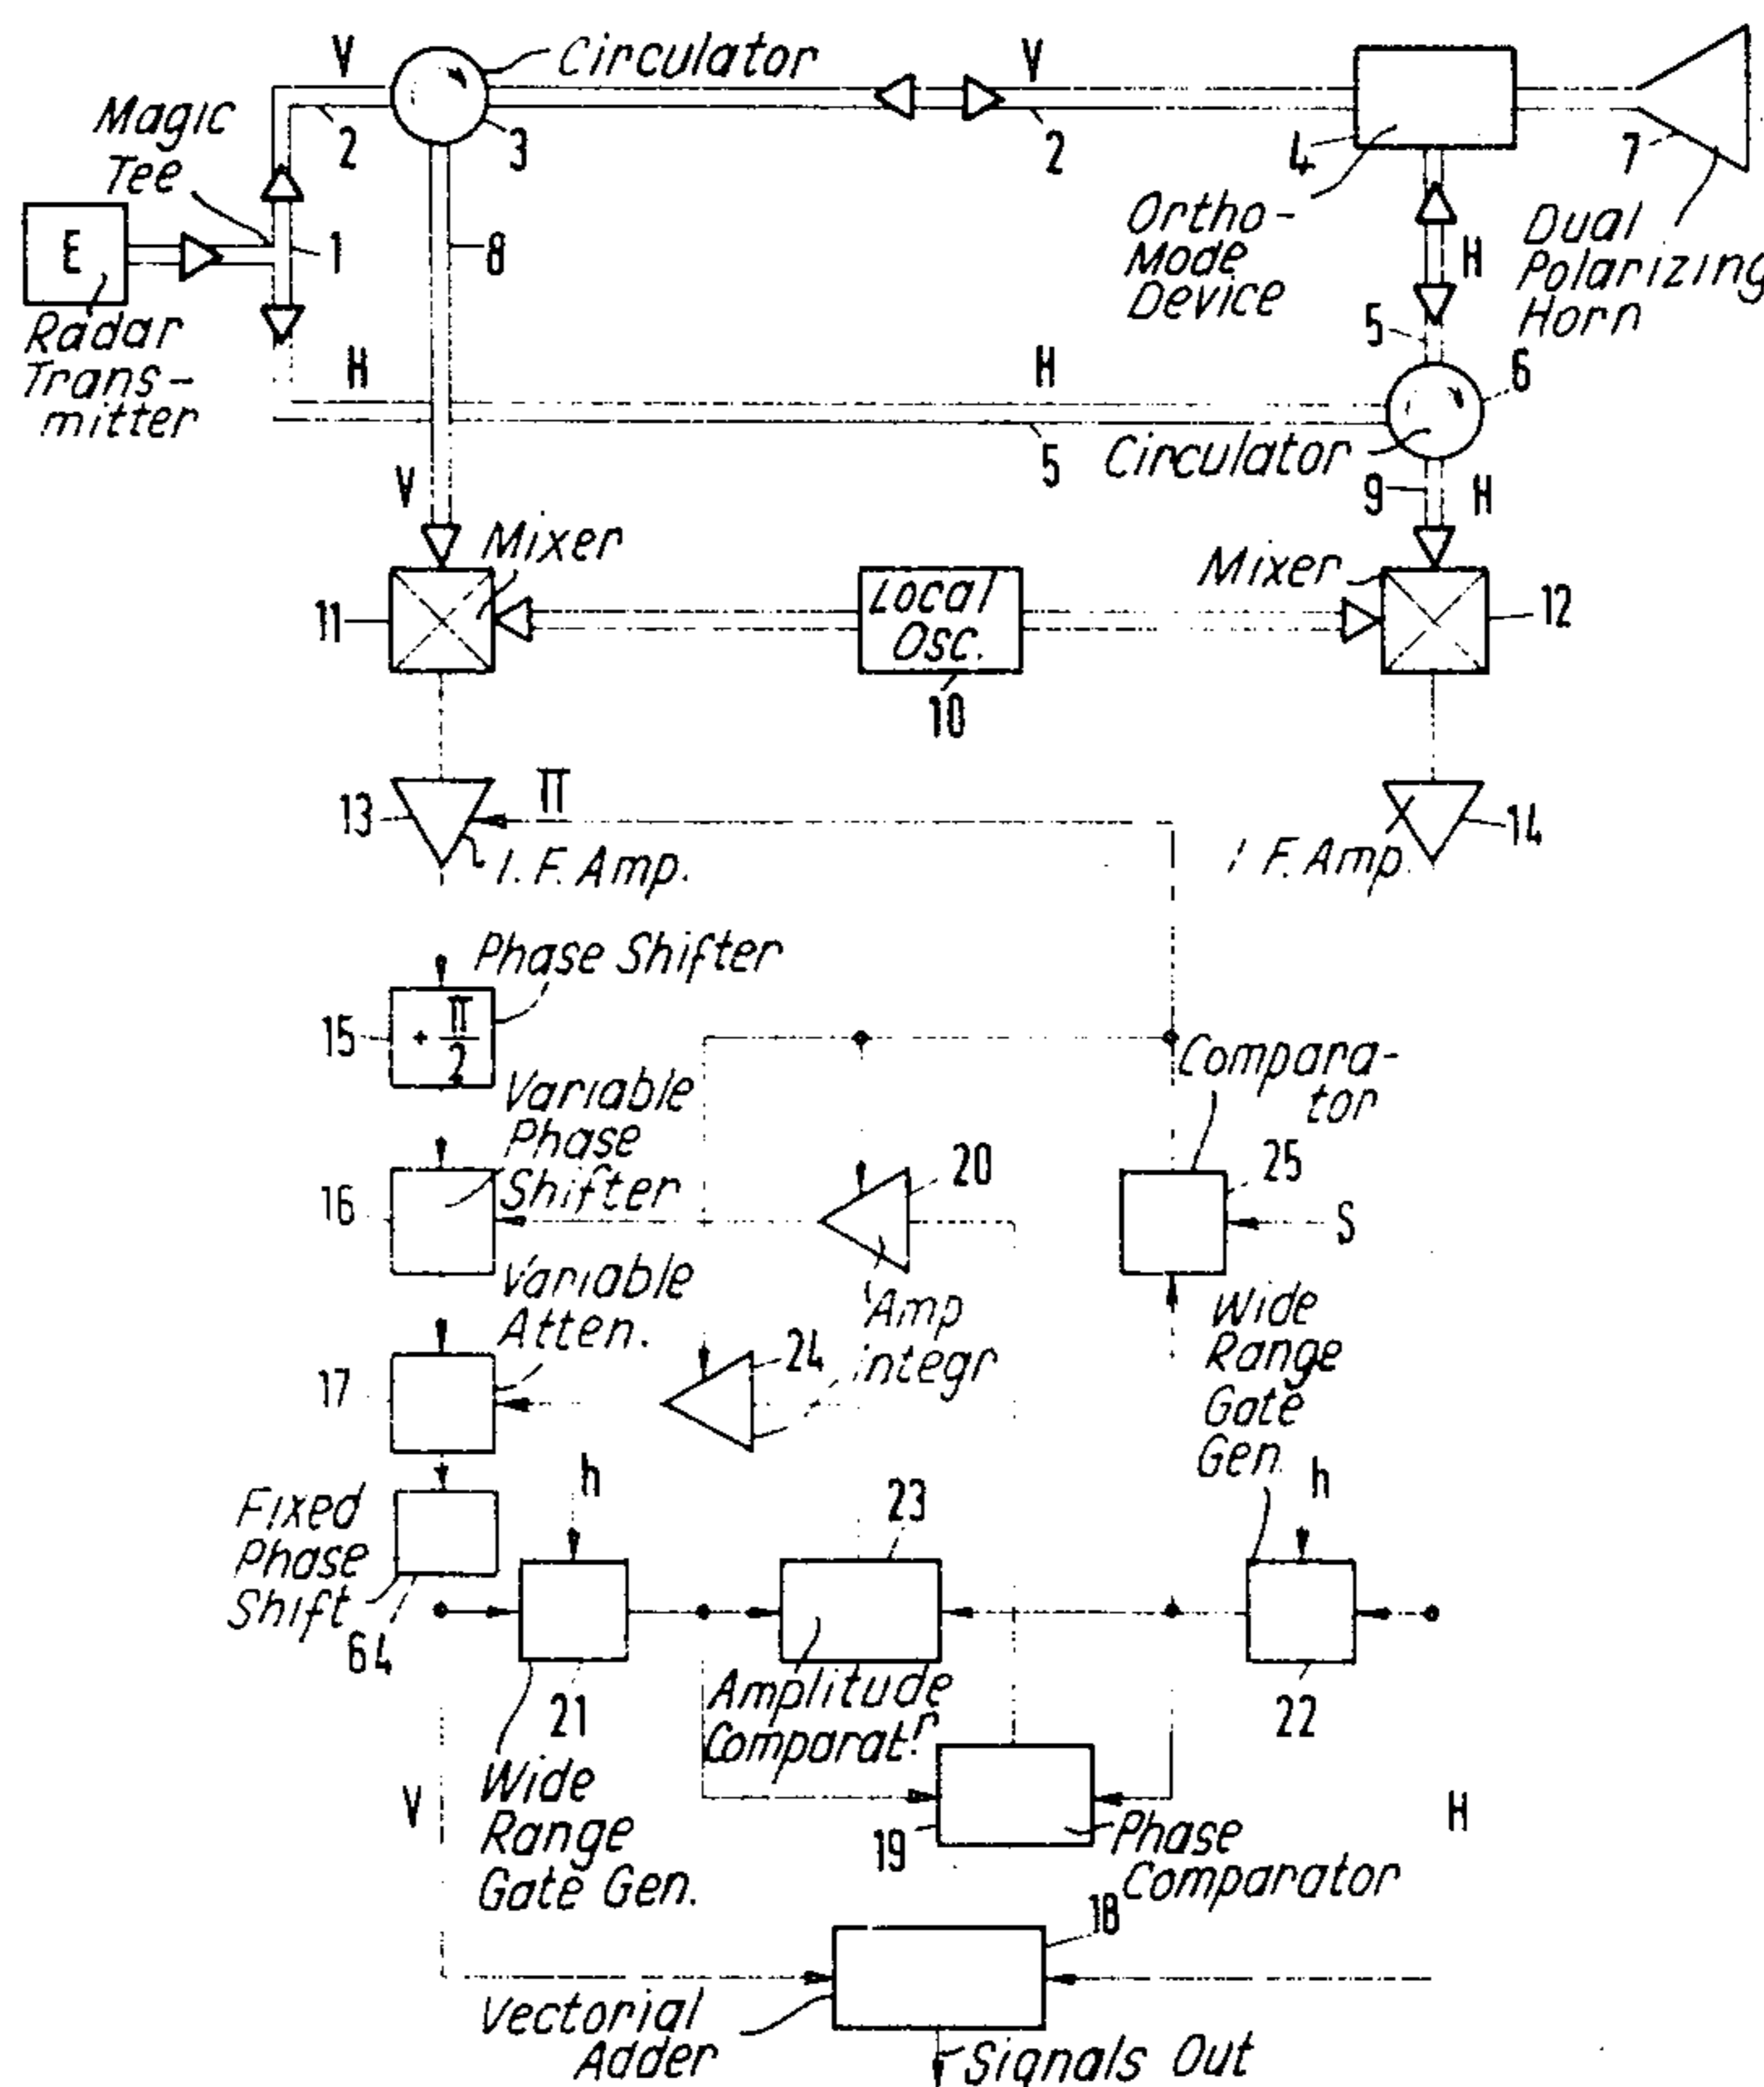 V
Circulator
V
Magic
Tee
2
3
2
4
7
E
1
8
Ortho-
Mode
Device
H
Dual
Polarizing
Horn
Radar
Trans-
mitter
H
H
5
6
5
Circulator
V
9
H
Mixer
Mixer
11
Local
Osc.
12
10
13
π
I.F. Amp.
I F. Amp.
14
Phase Shifter
15
+ π/2
Variable
Phase
Shifter
Compara-
tor
16
20
25
S
Variable
Atten.
Amp
integr
Wide
Range
Gate
Gen.
17
24
h
h
Fixed
Phase
Shift
64
23
21
22
Amplitude
Comparat.r
Wide
Range
Gate Gen.
V
H
19
Phase
Comparator
18
Vectorial
Adder
Signals Out